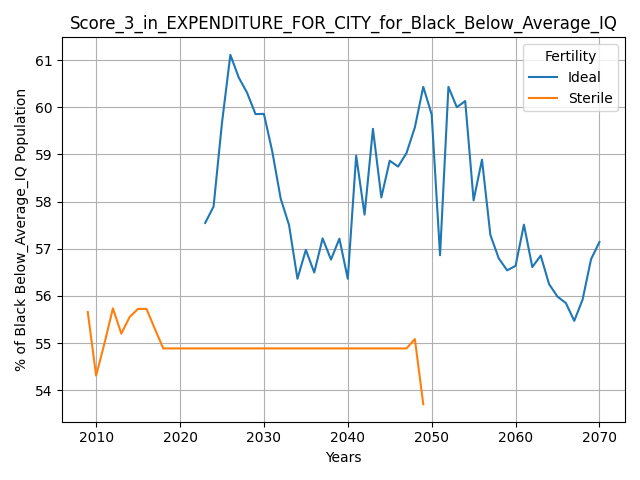 Score_3_in_EXPENDITURE_FOR_CITY_for_Black_Below_Average_IQ
Fertility
Ideal
Sterile
% of Black Below_Average_IQ Population
61
60
59
58
57
56
55
54
2010 2020 2030 2040 2050 2060 2070
Years